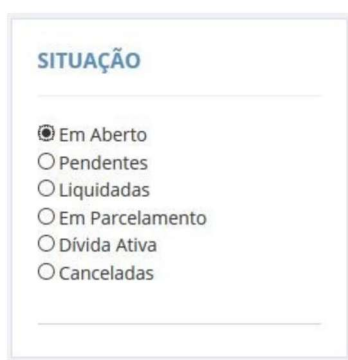 SITUAÇÃO
Em Aberto
Pendentes
Liquidadas
Em Parcelamento
Dívida Ativa
Canceladas